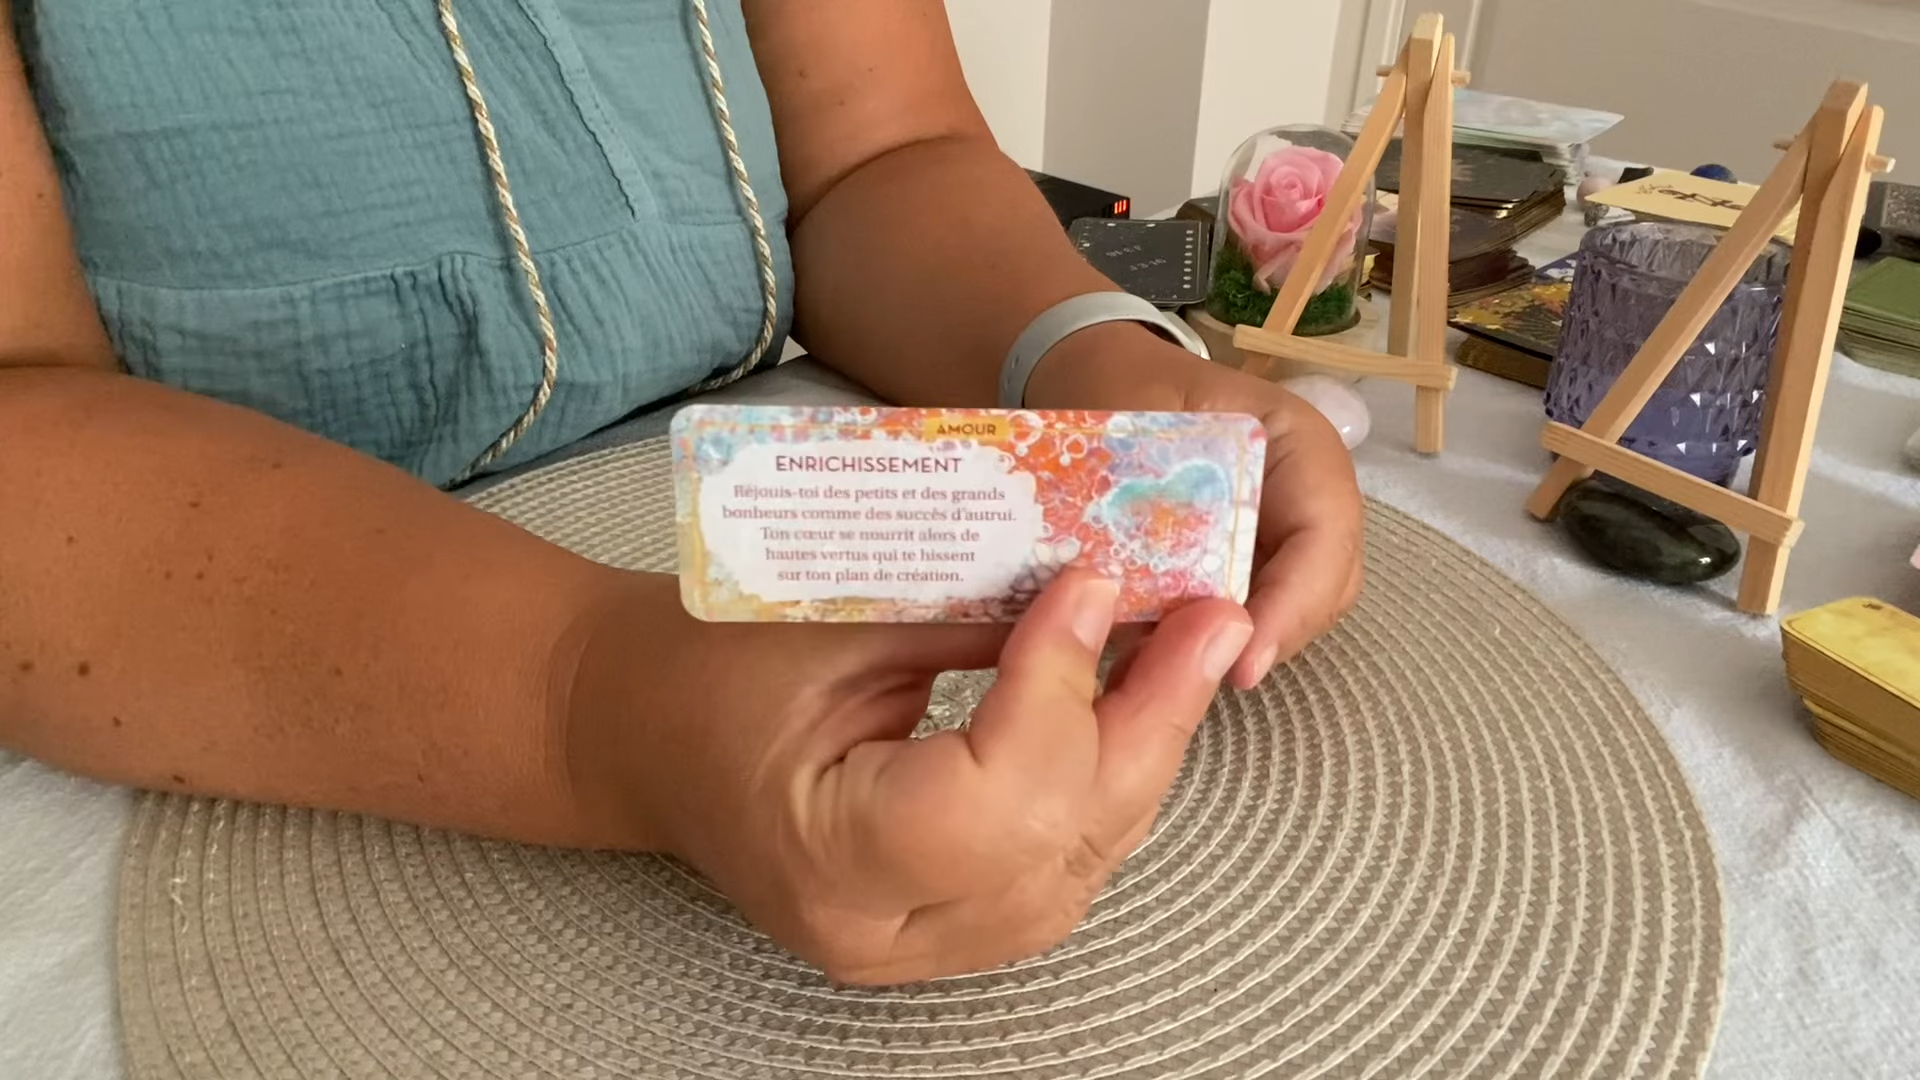 AMOUR
ENRICHISSEMENT
Réjouis-toi des petits et des grands
bonheurs comme des succès d'autrui.
Ton cœur se nourrit alors de
hautes vertus qui te hissent
sur ton plan de création.